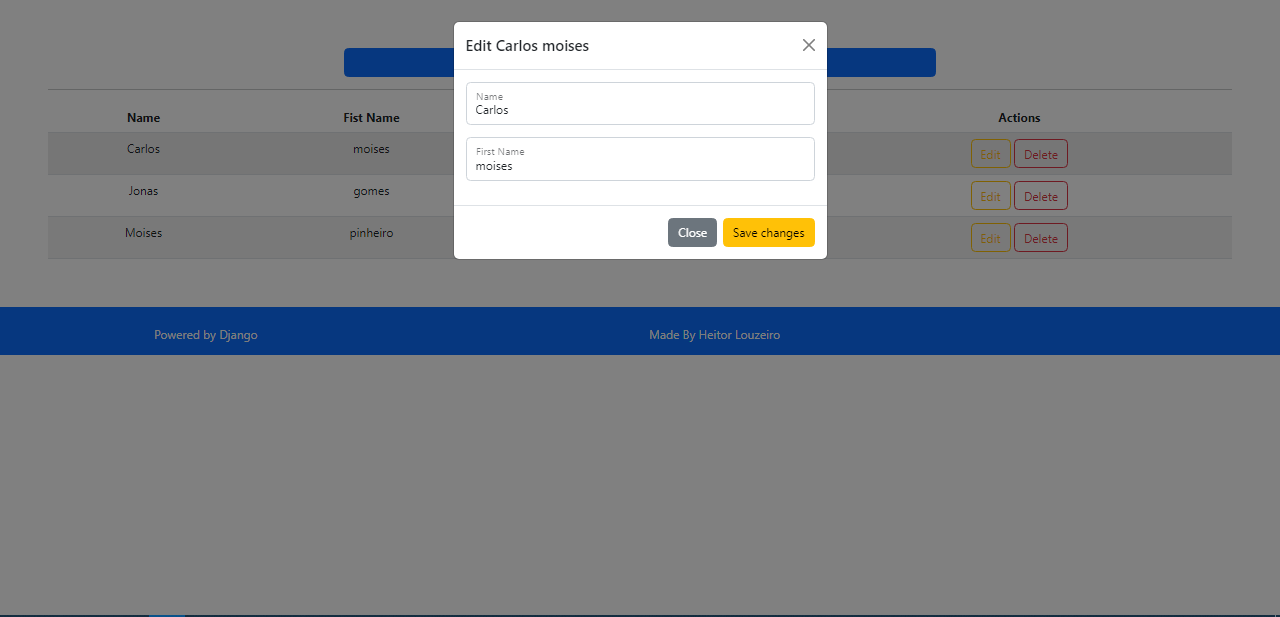 Edit Carlos moises
Name
Carlos
First Name
moises
Close Save changes
Name Fist Name Actions
Carlos moises Edit Delete
Jonas gomes Edit Delete
Moises pinheiro Edit Delete
Powered by Django Made By Heitor Louzeiro